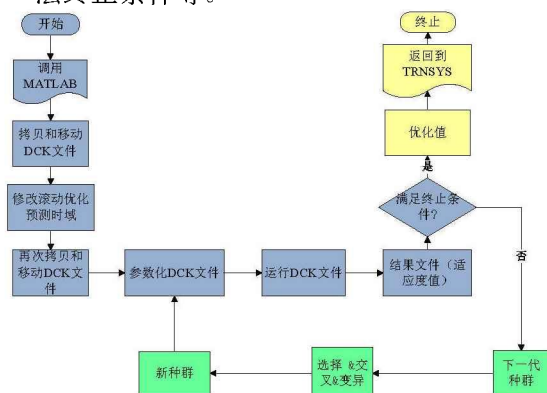 开始
调用
MATLAB
拷贝和移动
DCK文件
修改滚动优化
预测时域
再次拷贝和
移动DCK文
件
参数化DCK文件
运行DCK文件
结果文件（适
应度值）
满足终止条
件?
是
优化值
返回到
TRNSYS
终止
否
下一代
种群
选择 &交
叉&变异
新种群